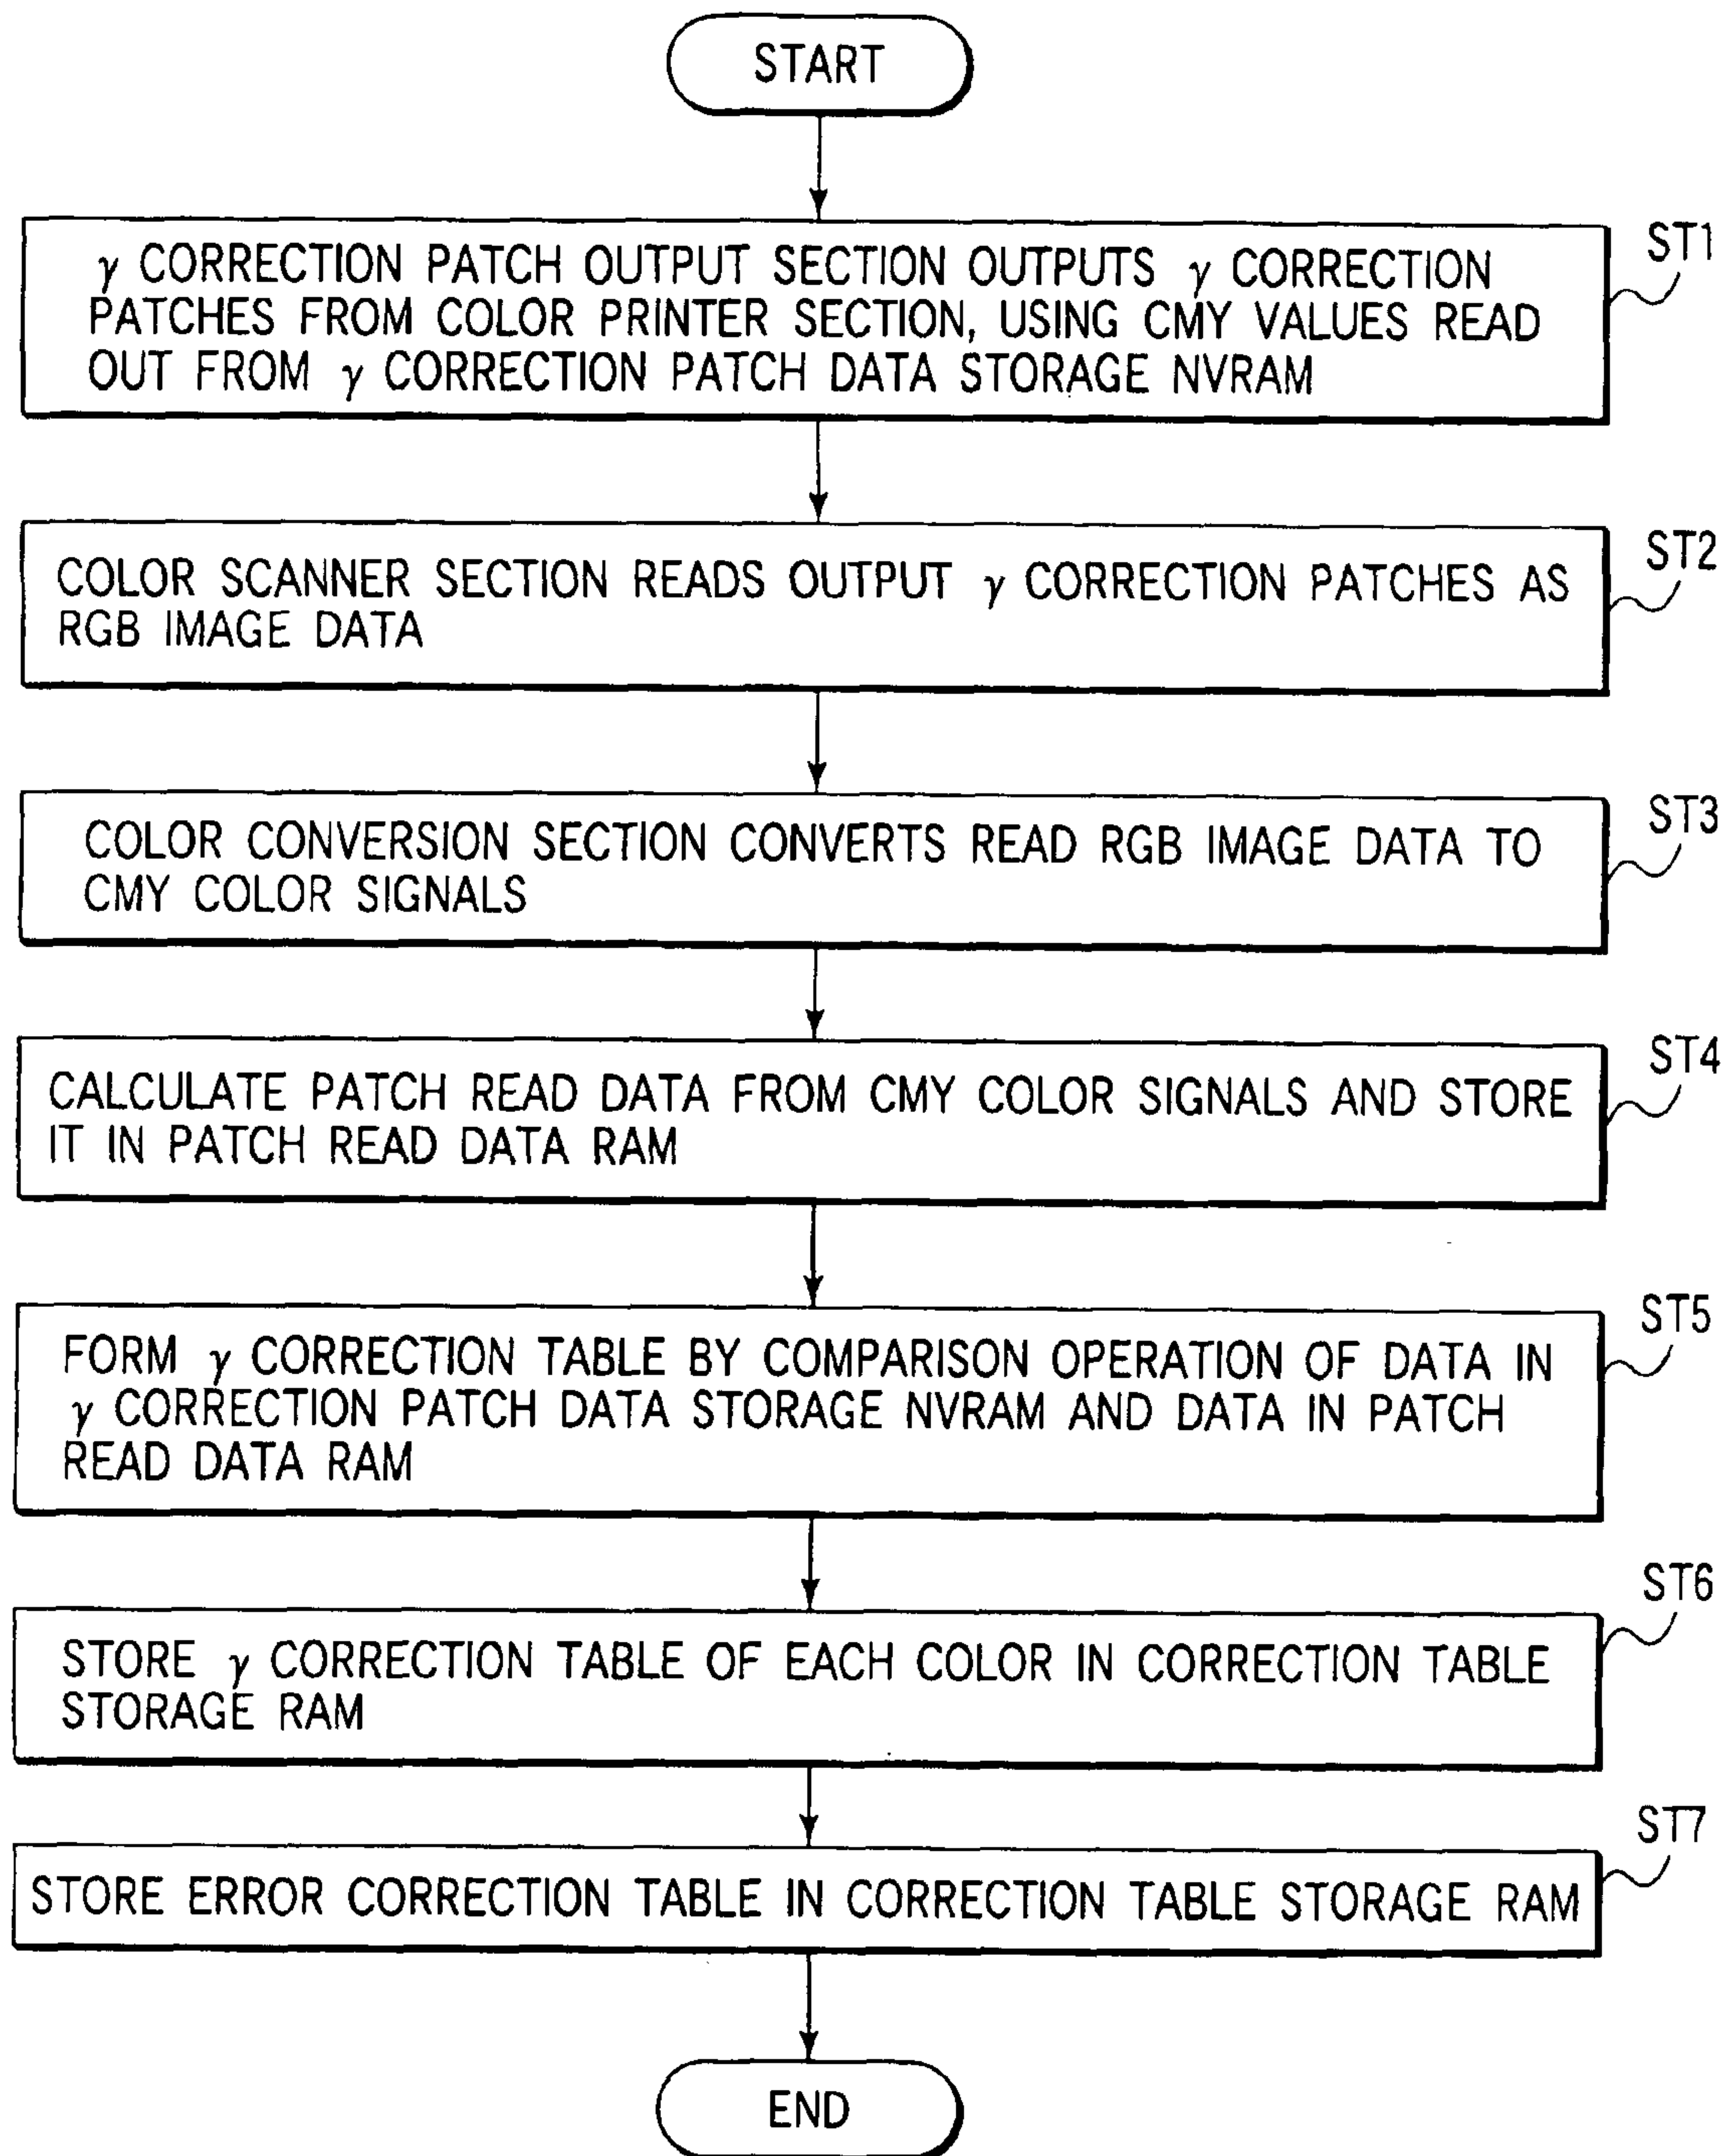 START
γ CORRECTION PATCH OUTPUT SECTION OUTPUTS γ CORRECTION
PATCHES FROM COLOR PRINTER SECTION, USING CMY VALUES READ
OUT FROM γ CORRECTION PATCH DATA STORAGE NVRAM
ST1
COLOR SCANNER SECTION READS OUTPUT γ CORRECTION PATCHES AS
RGB IMAGE DATA
ST2
COLOR CONVERSION SECTION CONVERTS READ RGB IMAGE DATA TO
CMY COLOR SIGNALS
ST3
CALCULATE PATCH READ DATA FROM CMY COLOR SIGNALS AND STORE
IT IN PATCH READ DATA RAM
ST4
FORM γ CORRECTION TABLE BY COMPARISON OPERATION OF DATA IN
γ CORRECTION PATCH DATA STORAGE NVRAM AND DATA IN PATCH
READ DATA RAM
ST5
STORE γ CORRECTION TABLE OF EACH COLOR IN CORRECTION TABLE
STORAGE RAM
ST6
STORE ERROR CORRECTION TABLE IN CORRECTION TABLE STORAGE RAM
ST7
END